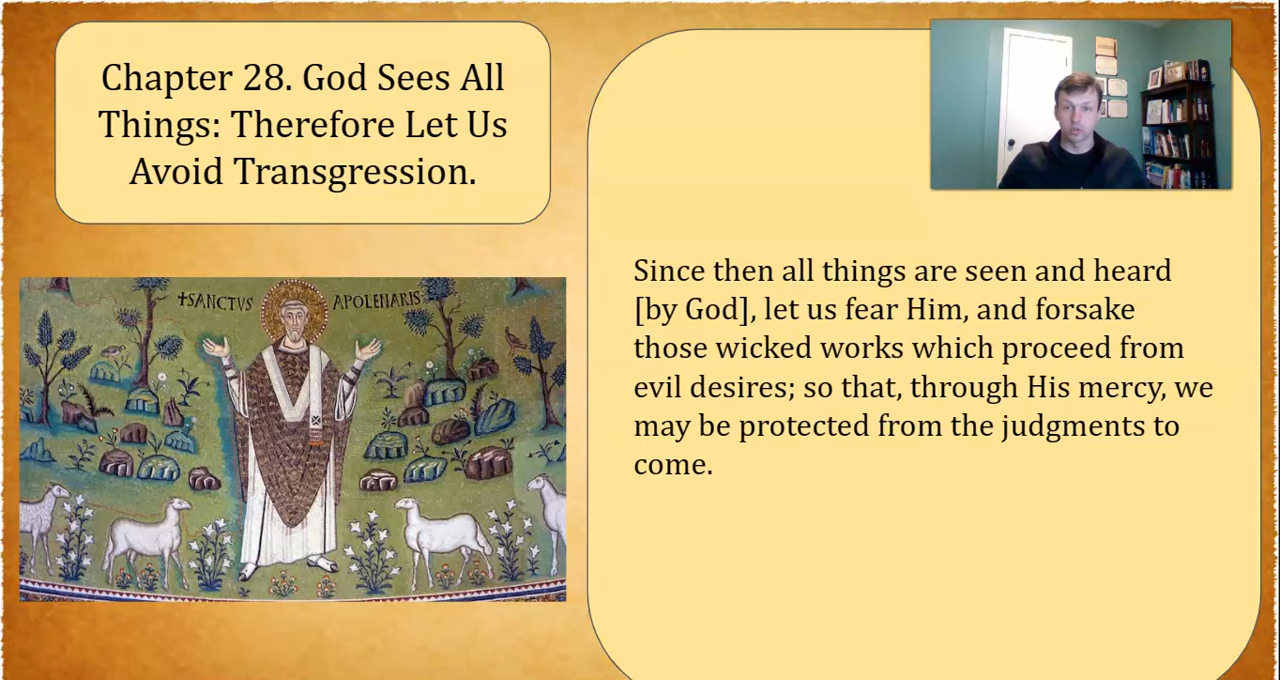 Chapter 28. God Sees All
Things: Therefore Let Us
Avoid Transgression.
Since then all things are seen and heard
[by God], let us fear Him, and forsake
those wicked works which proceed from
evil desires; so that, through His mercy, we
may be protected from the judgments to
come.
+SANCTVS APOLENARIS